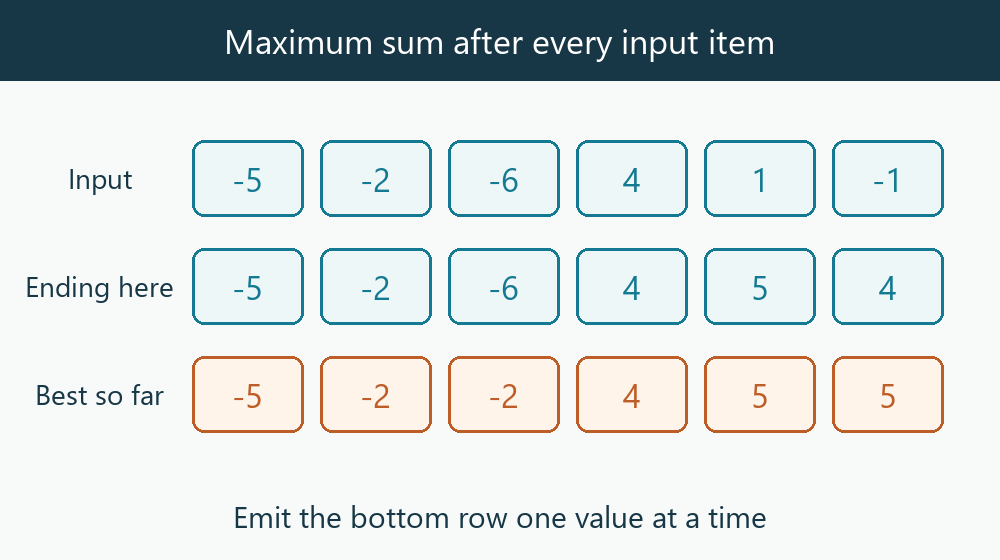 Maximum sum after every input item
Input -5 -2 -6 4 1 -1
Ending here -5 -2 -6 4 5 4
Best so far -5 -2 -2 4 5 5
Emit the bottom row one value at a time